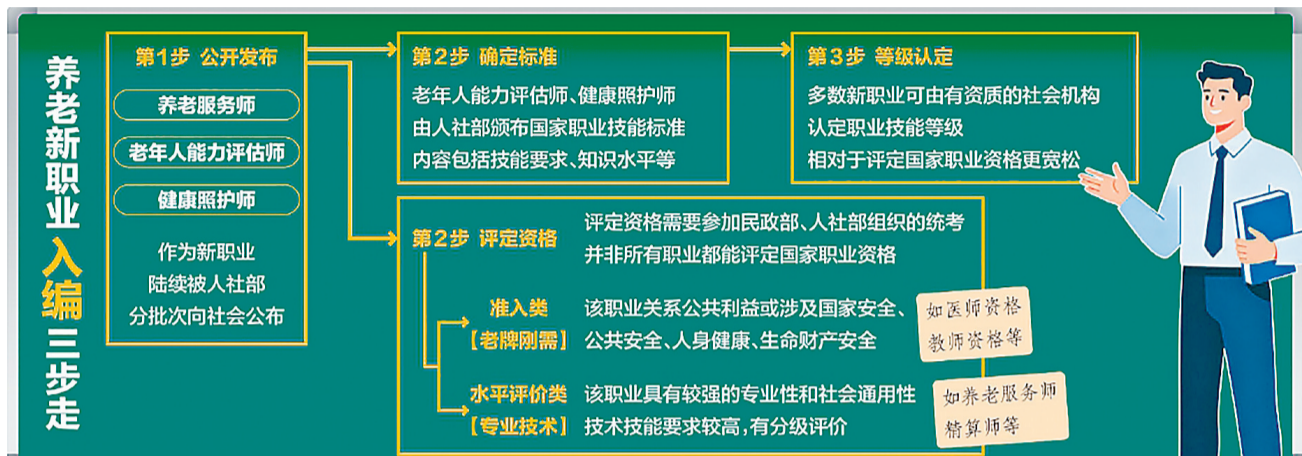 养老新职业入编三步走
第1步 公开发布
养老服务师
老年人能力评估师
健康照护师
作为新职业
陆续被人社部
分批次向社会公布
第2步 确定标准
老年人能力评估师、健康照护师
由人社部颁布国家职业技能标准
内容包括技能要求、知识水平等
第3步 等级认定
多数新职业可由有资质的社会机构
认定职业技能等级
相对于评定国家职业资格更宽松
第2步 评定资格
评定资格需要参加民政部、人社部组织的统考
并非所有职业都能评定国家职业资格
准入类
【老牌刚需】
该职业关系公共利益或涉及国家安全、
公共安全、人身健康、生命财产安全
如医师资格
教师资格等
水平评价类
【专业技术】
该职业具有较强的专业性和社会通用性
技术技能要求较高,有分级评价
如养老服务师
精算师等